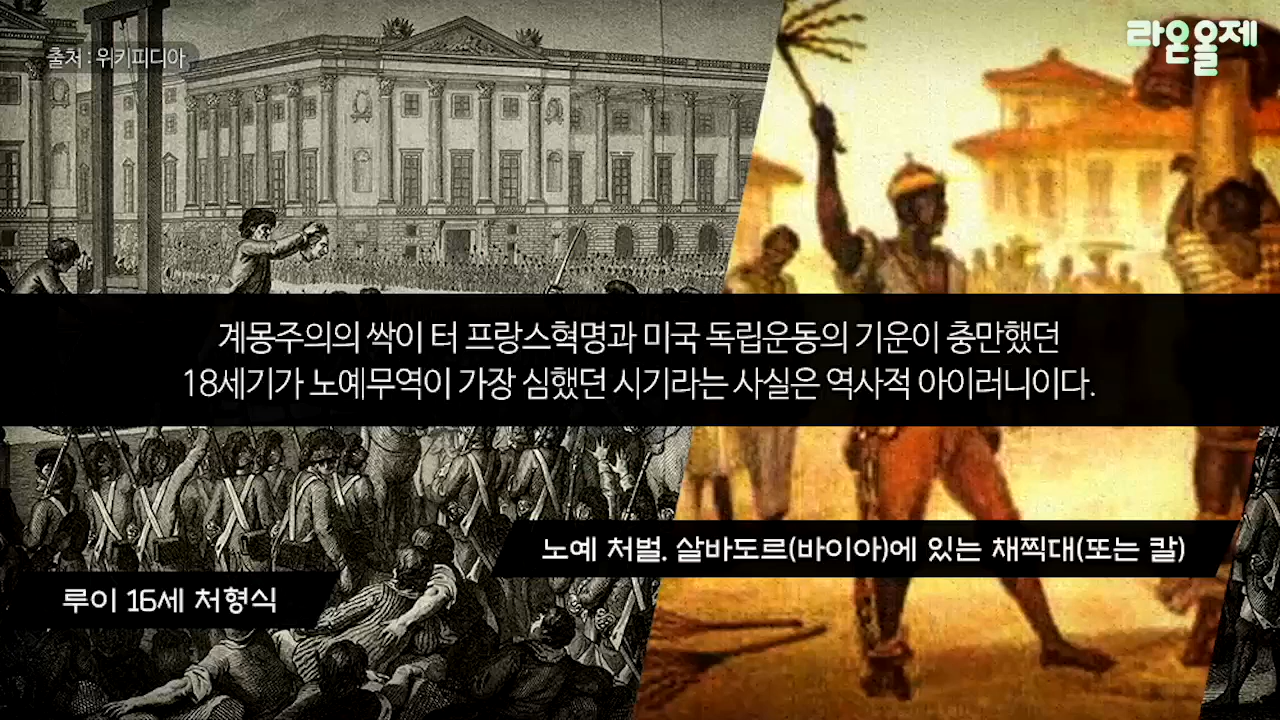 출처 : 위키피디아
라온올제
계몽주의의 싹이 터 프랑스혁명과 미국 독립운동의 기운이 충만했던
18세기가 노예무역이 가장 심했던 시기라는 사실은 역사적 아이러니이다.
노예 처벌. 살바도르(바이아)에 있는 채찍대(또는 칼)
루이 16세 처형식